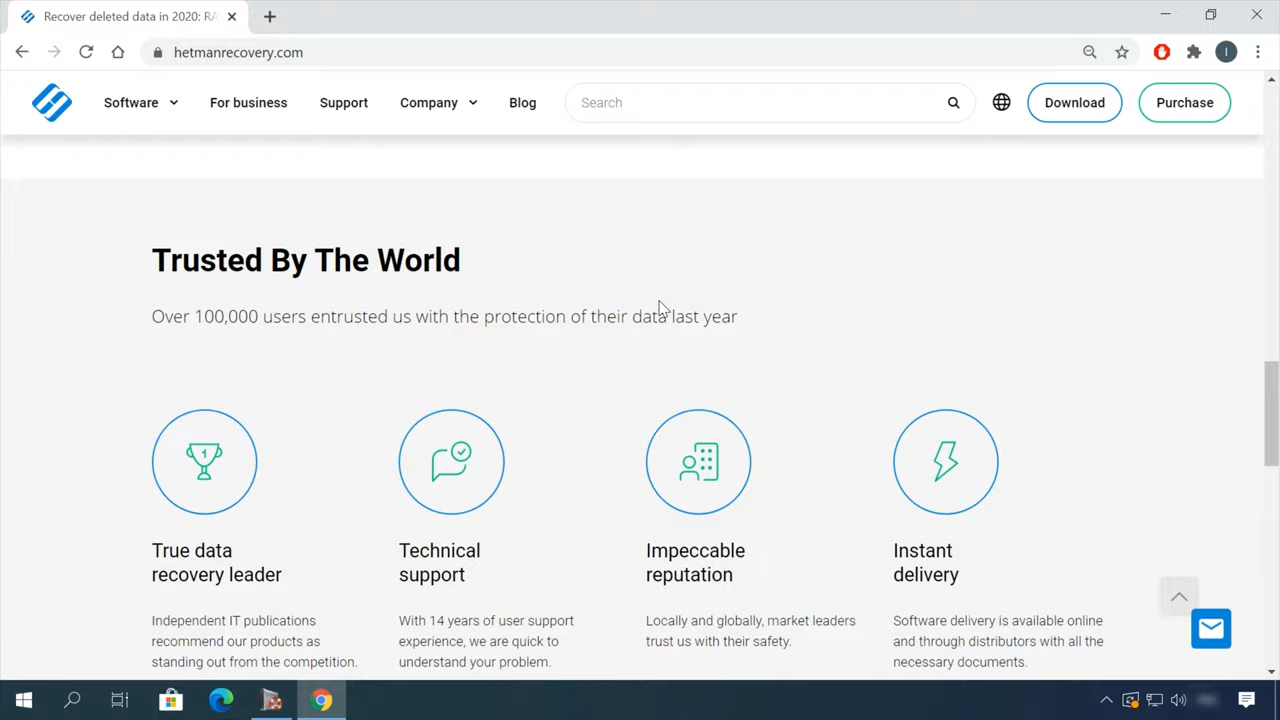 Recover deleted data in 2020: RA
hetmanrecovery.com
I
Software
For business
Support
Company
Blog
Search
Download
Purchase
Trusted By The World
Over 100,000 users entrusted us with the protection of their data last year
1
True data
recovery leader
Technical
support
Impeccable
reputation
Instant
delivery
Independent IT publications
recommend our products as
standing out from the competition.
With 14 years of user support
experience, we are quick to
understand your problem.
Locally and globally, market leaders
trust us with their safety.
Software delivery is available online
and through distributors with all the
necessary documents.